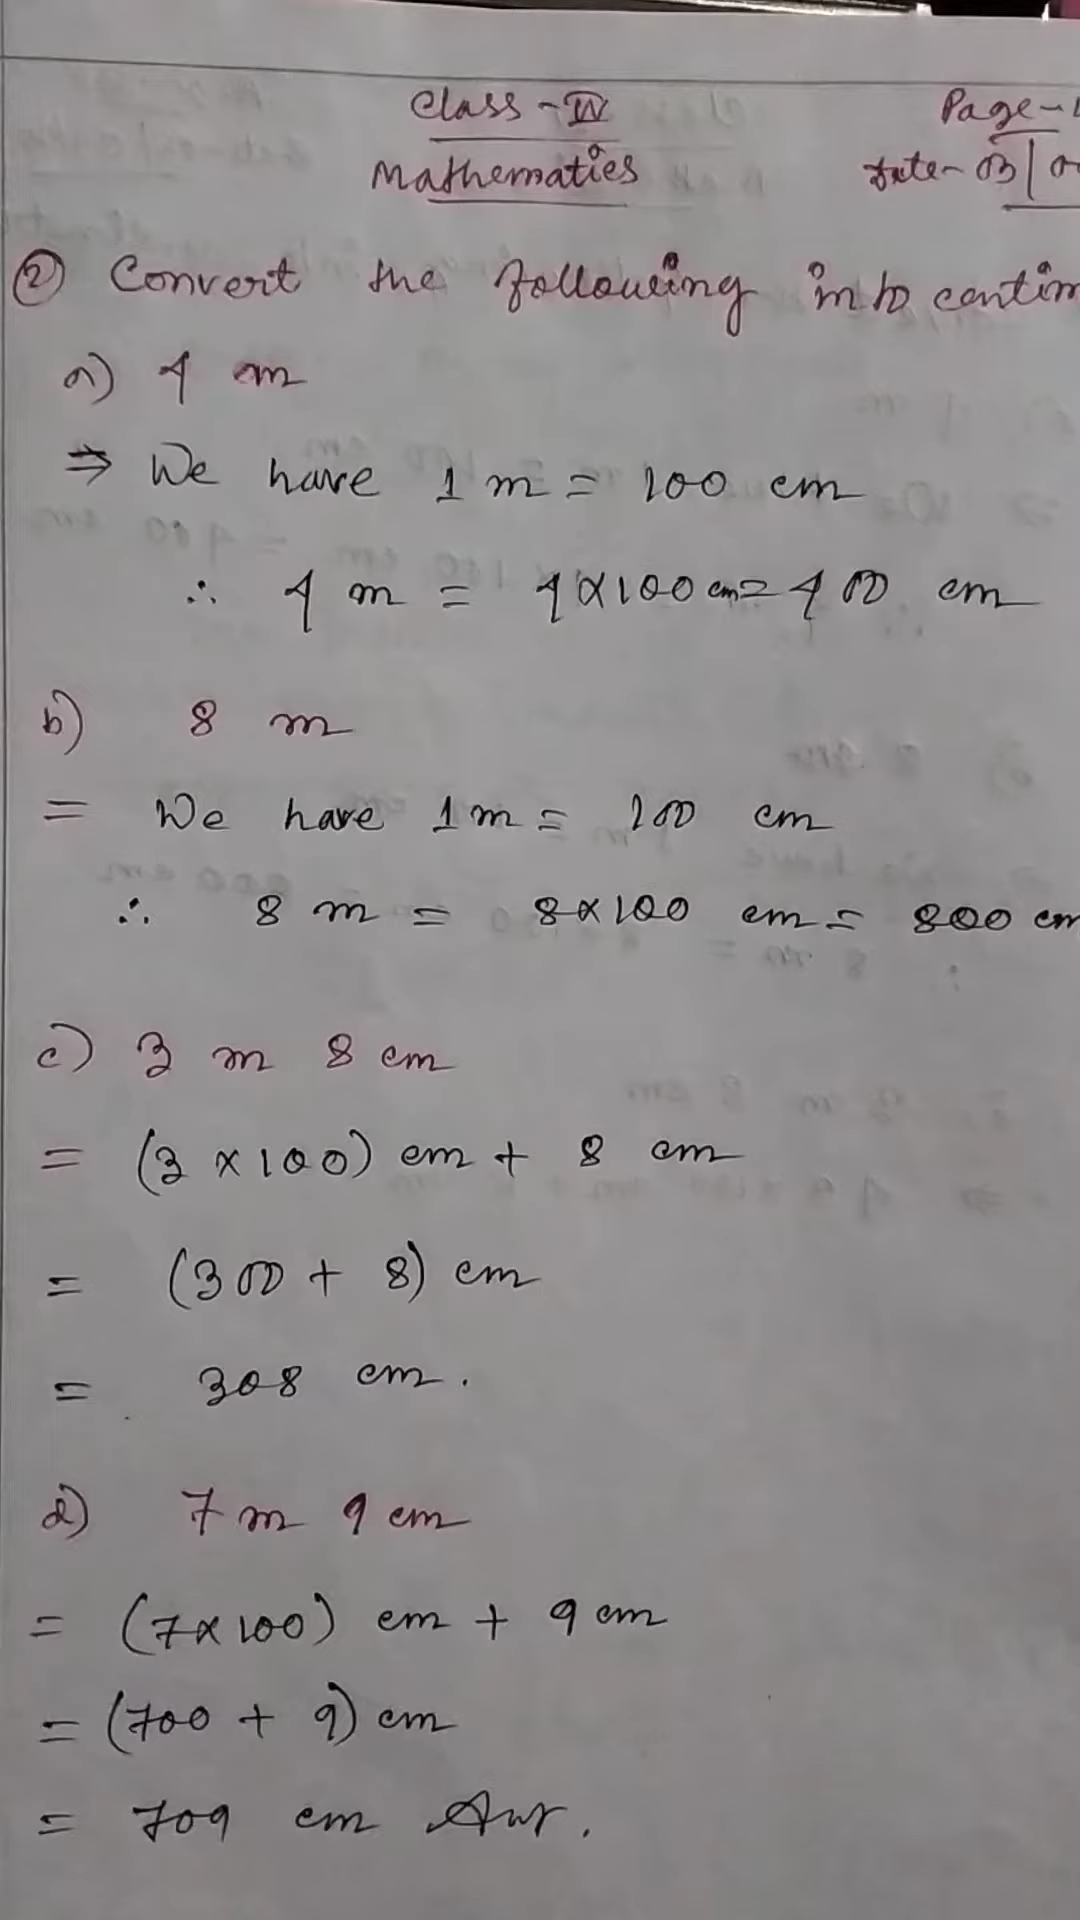 Class - IV
Page-
Mathematics
Date- 03/
② Convert the following into centim
a) 4 m
⇒ We have 1 m = 100 cm
∴ 4 m = 4×100 cm = 400 cm
b) 8 m
= We have 1 m = 100 cm
∴ 8 m = 8×100 cm = 800 cm
c) 3 m 8 cm
= (3 × 100) cm + 8 cm
= (300 + 8) cm
= 308 cm.
d) 7 m 9 cm
= (7×100) cm + 9 cm
= (700 + 9) cm
= 709 cm Ans.